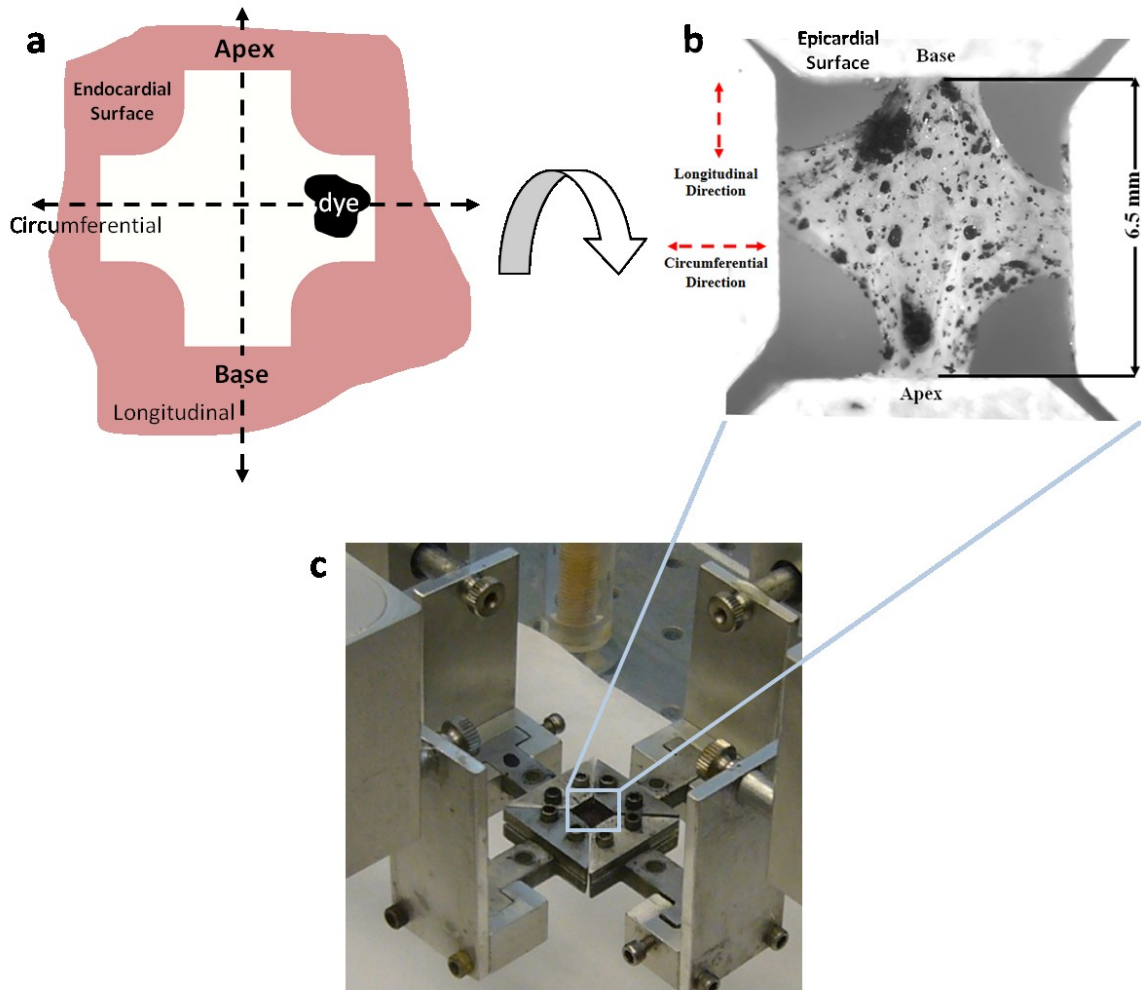 a
Apex
Endocardial
Surface
dye
Circumferential
Base
Longitudinal
b
Epicardial
Surface
Base
Longitudinal
Direction
Circumferential
Direction
6.5 mm
Apex
c